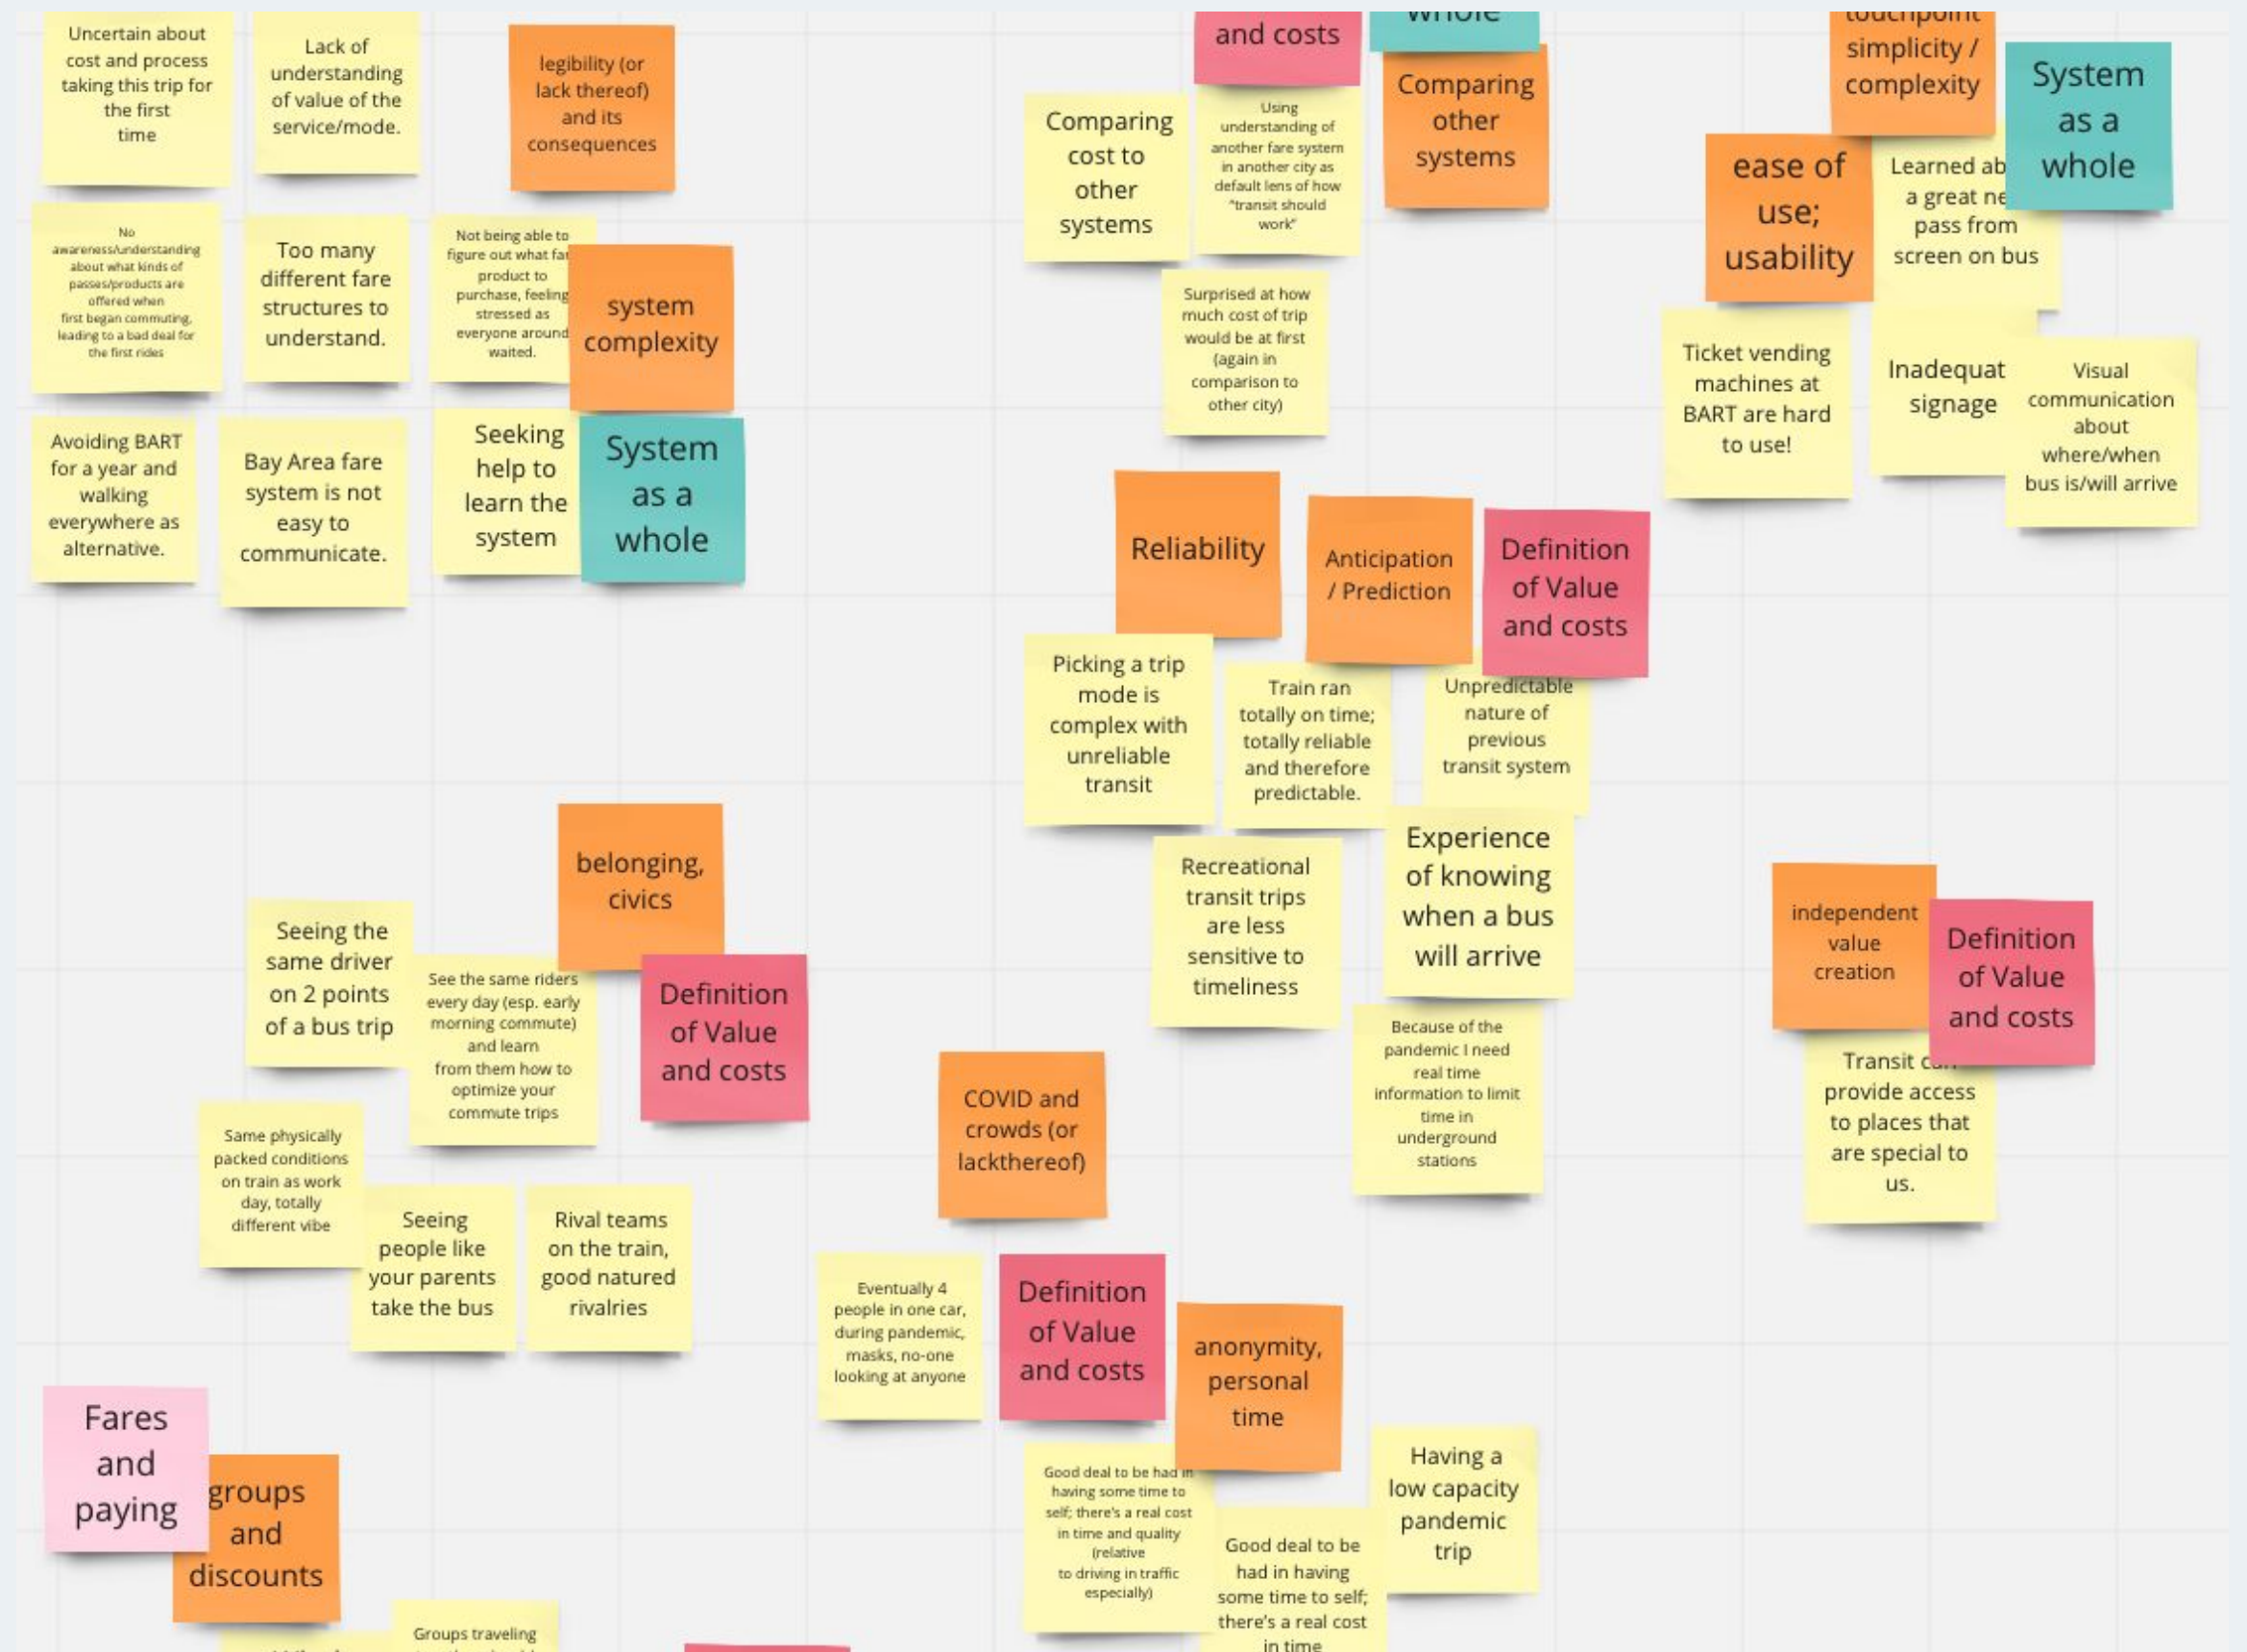 Uncertain about
cost and process
taking this trip for
the first
time
Lack of
understanding
of value of the
service/mode.
legibility (or
lack thereof)
and its
consequences
No
awareness/understanding
about what kinds of
passes/products are
offered when
first began commuting,
leading to a bad deal for
the first rides
Too many
different fare
structures to
understand.
Not being able to
figure out what
product to
purchase, feeling
stressed as
everyone around
waited.
system
complexity
Avoiding BART
for a year and
walking
everywhere as
alternative.
Bay Area fare
system is not
easy to
communicate.
Seeking
help to
learn the
system
System
as a
whole
and costs
whole
Comparing
cost to
other
systems
Using
understanding of
another fare system
in another city as
default lens of how
"transit should
work"
Comparing
other
systems
Surprised at how
much cost of trip
would be at first
(again in
comparison to
other city)
touchpoint
simplicity /
complexity
System
as a
whole
ease of
use;
usability
Learned
a great
pass from
screen on bus
Ticket vending
machines at
BART are hard
to use!
Inadequat
signage
Visual
communication
about
where/when
bus is/will arrive
Reliability
Anticipation
/ Prediction
Definition
of Value
and costs
Picking a trip
mode is
complex with
unreliable
transit
Train ran
totally on time;
totally reliable
and therefore
predictable.
Unpredictable
nature of
previous
transit system
Recreational
transit trips
are less
sensitive to
timeliness
Experience
of knowing
when a bus
will arrive
Because of the
pandemic I need
real time
information to limit
time in
underground
stations
belonging,
civics
Seeing the
same driver
on 2 points
of a bus trip
See the same riders
every day (esp. early
morning commute)
and learn
from them how to
optimize your
commute trips
Definition
of Value
and costs
Same physically
packed conditions
on train as work
day, totally
different vibe
Seeing
people like
your parents
take the bus
Rival teams
on the train,
good natured
rivalries
independent
value
creation
Definition
of Value
and costs
Transit can
provide access
to places that
are special to
us.
COVID and
crowds (or
lackthereof)
Eventually 4
people in one car,
during pandemic,
masks, no-one
looking at anyone
Definition
of Value
and costs
anonymity,
personal
time
Good deal to be had in
having some time to
self; there's a real cost
in time and quality
(relative
to driving in traffic
especially)
Good deal to be
had in having
some time to self;
there's a real cost
in time
Having a
low capacity
pandemic
trip
Fares
and
paying
groups
and
discounts
Groups traveling